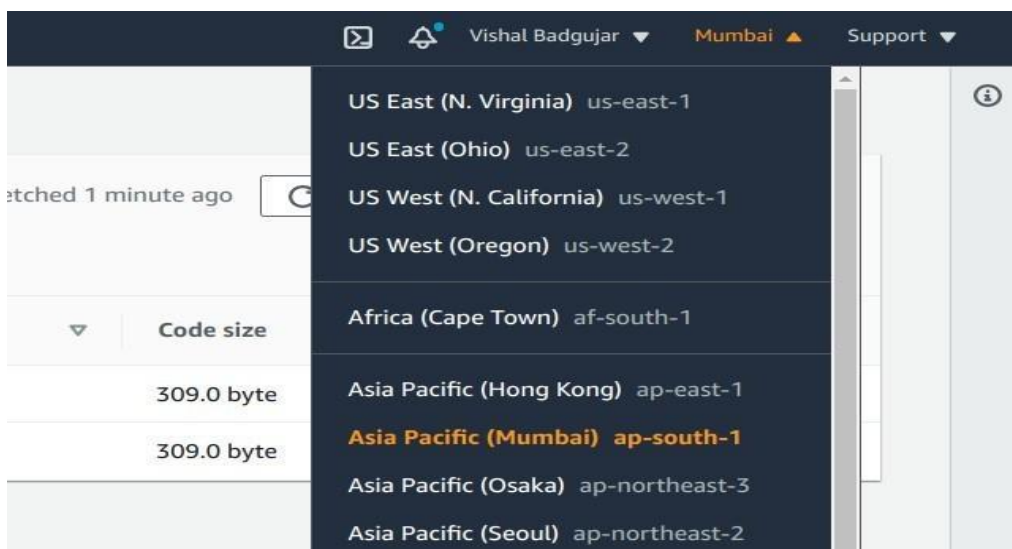 Vishal Badgujar ▼ Mumbai ▲ Support ▼
US East (N. Virginia) us-east-1
US East (Ohio) us-east-2
US West (N. California) us-west-1
US West (Oregon) us-west-2
Africa (Cape Town) af-south-1
Asia Pacific (Hong Kong) ap-east-1
Asia Pacific (Mumbai) ap-south-1
Asia Pacific (Osaka) ap-northeast-3
Asia Pacific (Seoul) ap-northeast-2
etched 1 minute ago
Code size
309.0 byte
309.0 byte